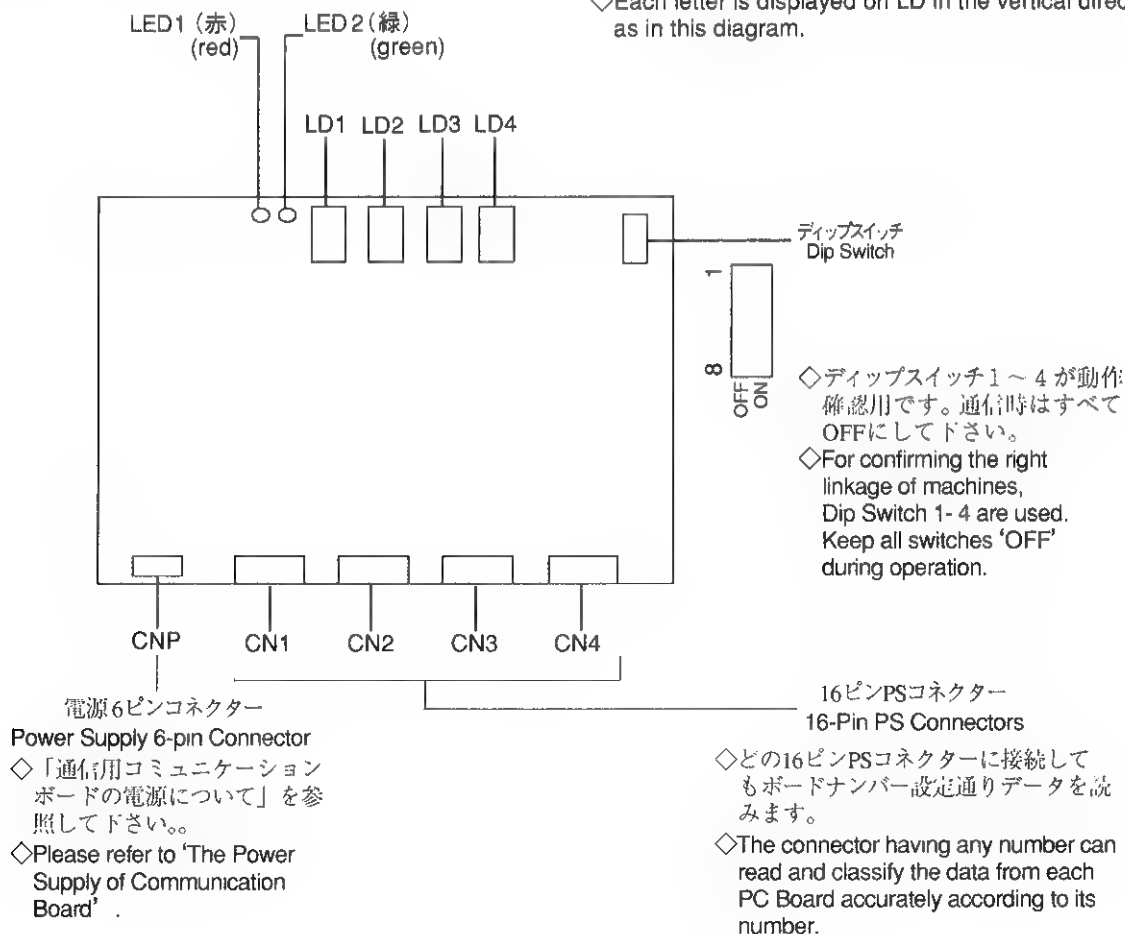 ◇Each letter is displayed on LD in the vertical direc
as in this diagram.
LED1 (赤)
(red)
LED2 (緑)
(green)
LD1 LD2 LD3 LD4
ディップスイッチ
Dip Switch
1
8
OFF
ON
◇ディップスイッチ1～4が動作
確認用です。通信時はすべて
OFFにして下さい。
◇For confirming the right
linkage of machines,
Dip Switch 1-4 are used.
Keep all switches ‘OFF’
during operation.
CNP CN1 CN2 CN3 CN4
電源6ピンコネクター
Power Supply 6-pin Connector
◇「通信用コミュニケーション
ボードの電源について」を参
照して下さい。。
◇Please refer to ‘The Power
Supply of Communication
Board’ .
16ピンPSコネクター
16-Pin PS Connectors
◇どの16ピンPSコネクターに接続して
もボードナンバー設定通りデータを読
みます。
◇The connector having any number can
read and classify the data from each
PC Board accurately according to its
number.